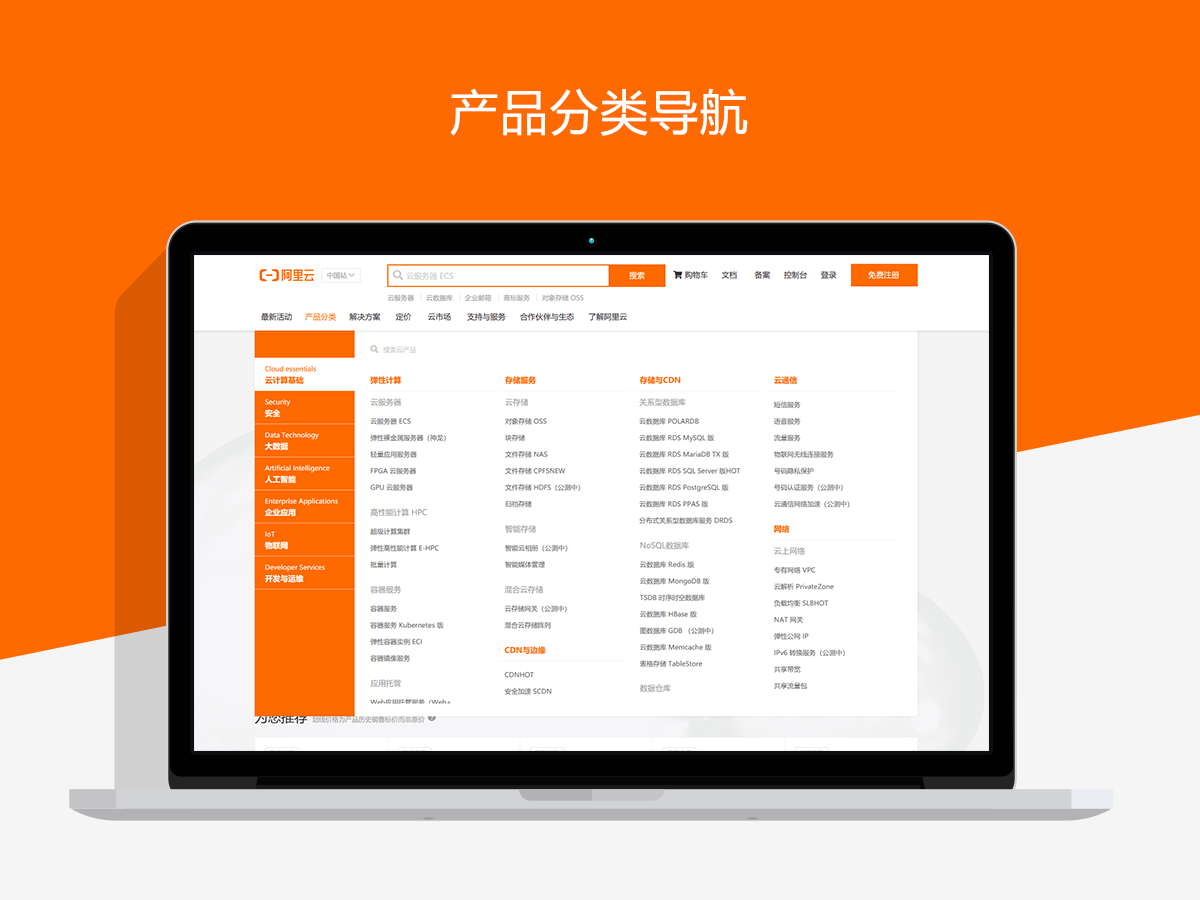 产品分类导航
阿里云 中国站
云服务器 ECS
搜索
购物车 文档 备案 控制台 登录 免费注册
云服务器 云数据库 企业邮箱 商标服务 对象存储 OSS
最新活动 产品分类 解决方案 定价 云市场 支持与服务 合作伙伴与生态 了解阿里云
搜索云产品
Cloud essentials
云计算基础
Security
安全
Data Technology
大数据
Artificial Intelligence
人工智能
Enterprise Applications
企业应用
IoT
物联网
Developer Services
开发与运维
弹性计算
云服务器
云服务器 ECS
弹性裸金属服务器（神龙）
轻量应用服务器
FPGA 云服务器
GPU 云服务器
高性能计算 HPC
超级计算集群
弹性高性能计算 E-HPC
批量计算
容器服务
容器服务
容器服务 Kubernetes 版
弹性容器实例 ECI
容器镜像服务
应用托管
Web应用托管服务（Web+
存储服务
云存储
对象存储 OSS
块存储
文件存储 NAS
文件存储 CPFSNEW
文件存储 HDFS（公测中）
归档存储
智能存储
智能云相册（公测中）
智能媒体管理
混合云存储
云存储网关（公测中）
混合云存储阵列
CDN与边缘
CDNHOT
安全加速 SCDN
存储与CDN
关系型数据库
云数据库 POLARDB
云数据库 RDS MySQL 版
云数据库 RDS MariaDB TX 版
云数据库 RDS SQL Server 版HOT
云数据库 RDS PostgreSQL 版
云数据库 RDS PPAS 版
分布式关系型数据库服务 DRDS
NoSQL数据库
云数据库 Redis 版
云数据库 MongoDB 版
TSDB 时序时空数据库
云数据库 HBase 版
图数据库 GDB （公测中）
云数据库 Memcache 版
表格存储 TableStore
数据仓库
云通信
短信服务
语音服务
流量服务
物联网无线连接服务
号码隐私保护
号码认证服务（公测中）
云通信网络加速（公测中）
网络
云上网络
专有网络 VPC
云解析 PrivateZone
负载均衡 SLBHOT
NAT 网关
弹性公网 IP
IPv6 转换服务（公测中）
共享带宽
共享流量包
为您推荐 划线价格为产品历史销售标价而非原价